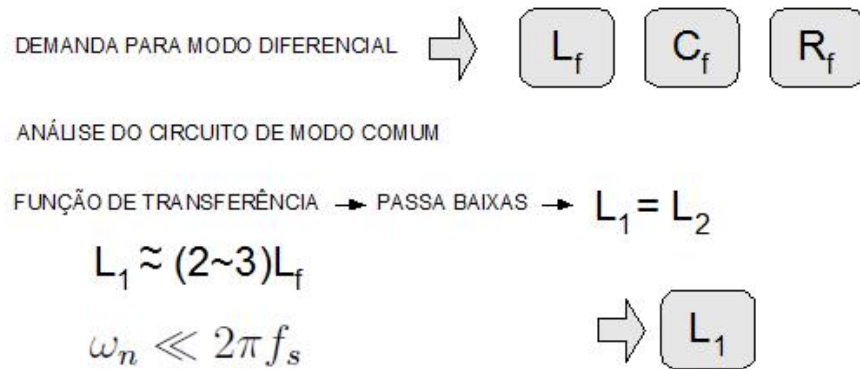 DEMANDA PARA MODO DIFERENCIAL L_f C_f R_f
ANÁLISE DO CIRCUITO DE MODO COMUM
FUNÇÃO DE TRANSFERÊNCIA → PASSA BAIXAS → L_1 = L_2
L_1 ≈ (2~3)L_f
ω_n ≪ 2πf_s L_1